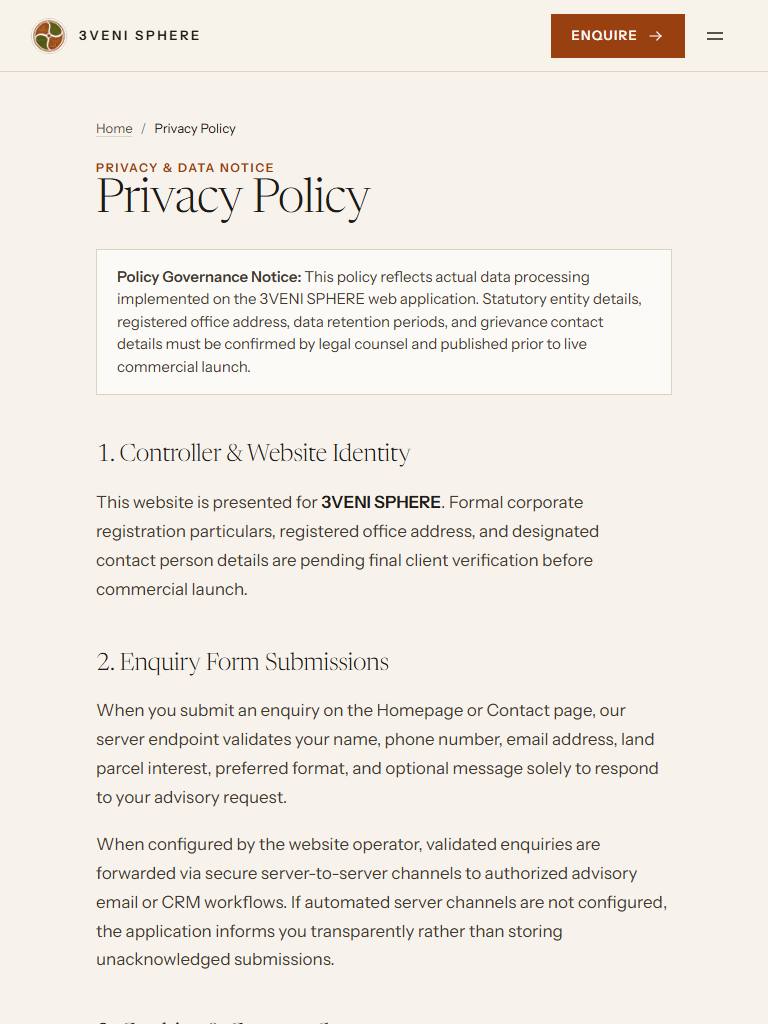 3VENI SPHERE
ENQUIRE →
Home / Privacy Policy
PRIVACY & DATA NOTICE
Privacy Policy
Policy Governance Notice: This policy reflects actual data processing
implemented on the 3VENI SPHERE web application. Statutory entity details,
registered office address, data retention periods, and grievance contact
details must be confirmed by legal counsel and published prior to live
commercial launch.
1. Controller & Website Identity
This website is presented for 3VENI SPHERE. Formal corporate
registration particulars, registered office address, and designated
contact person details are pending final client verification before
commercial launch.
2. Enquiry Form Submissions
When you submit an enquiry on the Homepage or Contact page, our
server endpoint validates your name, phone number, email address, land
parcel interest, preferred format, and optional message solely to respond
to your advisory request.
When configured by the website operator, validated enquiries are
forwarded via secure server-to-server channels to authorized advisory
email or CRM workflows. If automated server channels are not configured,
the application informs you transparently rather than storing
unacknowledged submissions.